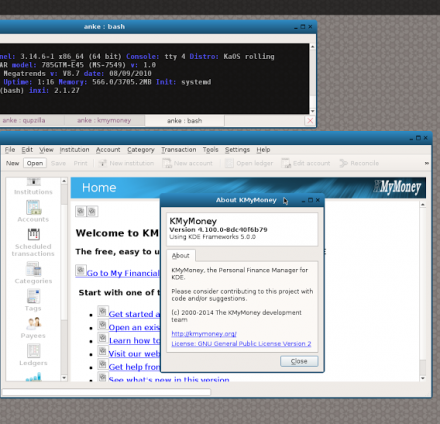 anke : bash
nel: 3.14.6-1 x86_64 (64 bit) Console: tty 4 Distro: KaOS rolling
AR model: 785GTM-E45 (MS-7549) v: 1.0
Megatrends v: V8.7 date: 08/09/2010
Uptime: 1:16 Memory: 566.0/3705.2MB Init: systemd
(bash) inxi: 2.1.27
anke : qupzilla anke : kmymoney anke : bash
File Edit View Institution Account Category Transaction Tools Settings Help
New Open Save Print New institution New account Open ledger Edit account Reconcile »
Institutions
Accounts
Scheduled
transactions
Categories
Tags
Payees
Ledgers
Home KMyMoney
Welcome to KM
The free, easy to u
Go to My Financial
Start with one of t
Get started a
Open an exis
Learn how to
Visit our web
Get help from
See what's new in this version
About KMyMoney
KMyMoney
Version 4.100.0-8dc40f6b79
Using KDE Frameworks 5.0.0
About
KMyMoney, the Personal Finance Manager for
KDE.
Please consider contributing to this project with
code and/or suggestions.
(c) 2000-2014 The KMyMoney development
team
http://kmymoney.org/
License: GNU General Public License Version 2
Close